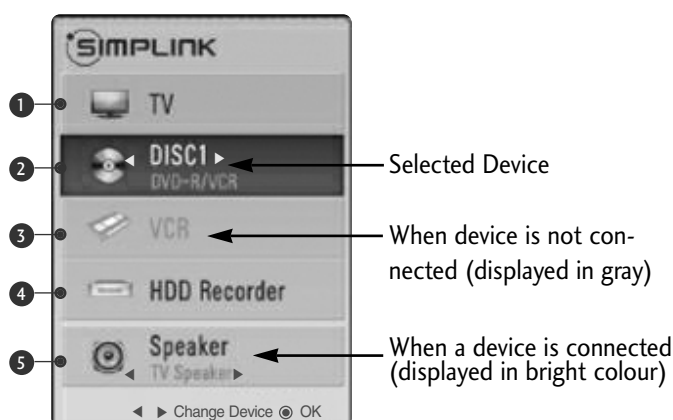 SIMPLINK
1 TV
2 DISC1
DVD-R/VCR
Selected Device
3 VCR
When device is not con-
nected (displayed in gray)
4 HDD Recorder
5 Speaker
TV Speaker
When a device is connected
(displayed in bright colour)
Change Device OK